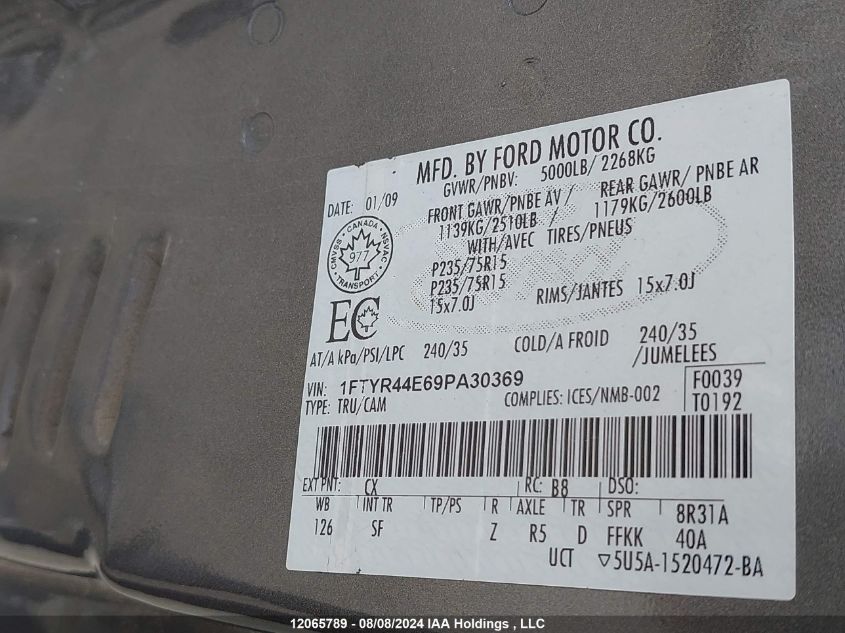 MFD. BY FORD MOTOR CO.
DATE: 01/09
GVWR/PNBV: 5000LB/ 2268KG
FRONT GAWR/PNBE AV / REAR GAWR/ PNBE AR
1139KG/2510LB / 1179KG/2600LB
WITH/AVEC TIRES/PNEUS
P235/75R15
P235/75R15
15x7.0J RIMS/JANTES 15x7.0J
CMVSS · CANADA · NSVAC
977
TRANSPORT
EC
AT/A kPa/PSI/LPC 240/35 COLD/A FROID 240/35
/JUMELEES
VIN: 1FTYR44E69PA30369
TYPE: TRU/CAM COMPLIES: ICES/NMB-002
F0039
T0192
EXT PNT: CX RC: B8 DSO:
WB INT TR TP/PS R AXLE TR SPR 8R31A
126 SF Z R5 D FFKK 40A
UCT ▽5U5A-1520472-BA
12065789 - 08/08/2024 IAA Holdings , LLC